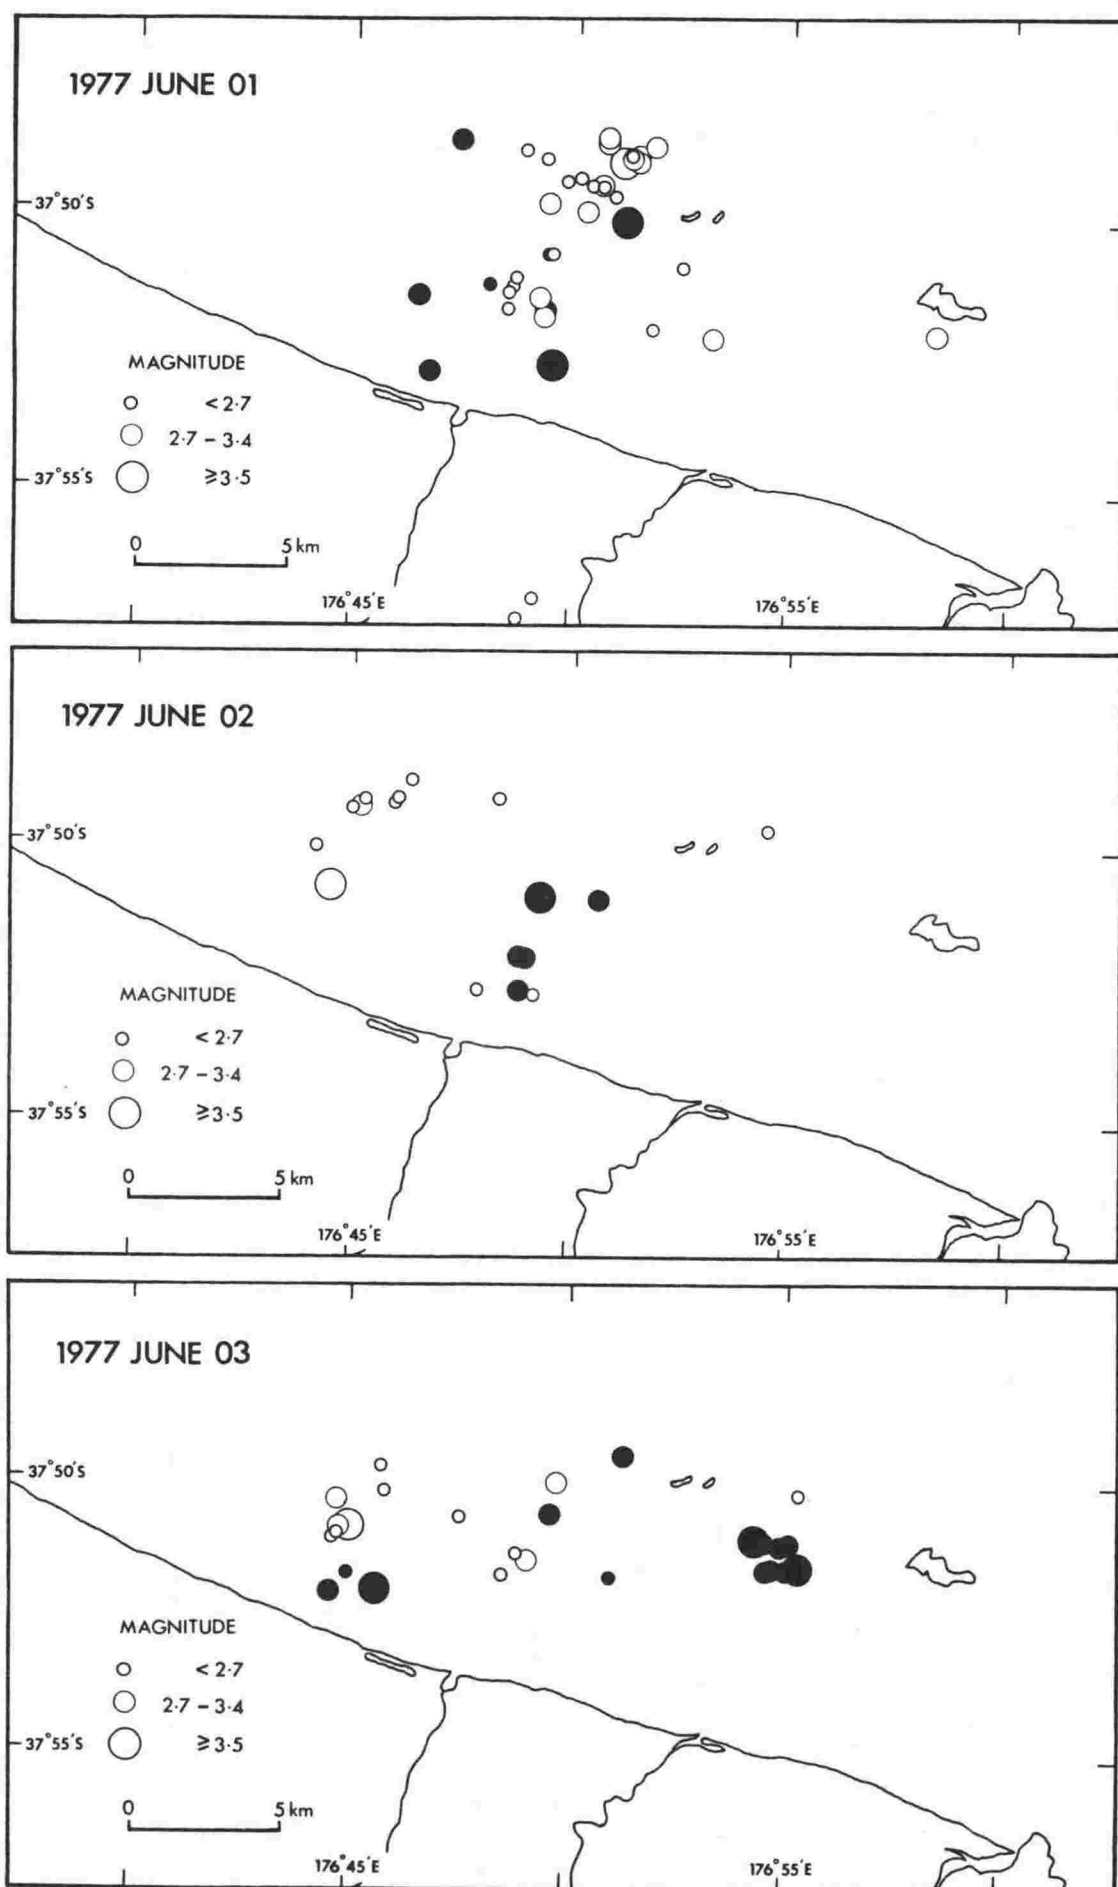 1977 JUNE 01
37°50's
MAGNITUDE
< 2·7
2·7 – 3·4
≥3·5
37°55's
0 5 km
176°45'E 176°55'E
1977 JUNE 02
37°50's
MAGNITUDE
< 2·7
2·7 – 3·4
≥3·5
37°55's
0 5 km
176°45'E 176°55'E
1977 JUNE 03
37°50's
MAGNITUDE
< 2·7
2·7 – 3·4
≥3·5
37°55's
0 5 km
176°45'E 176°55'E